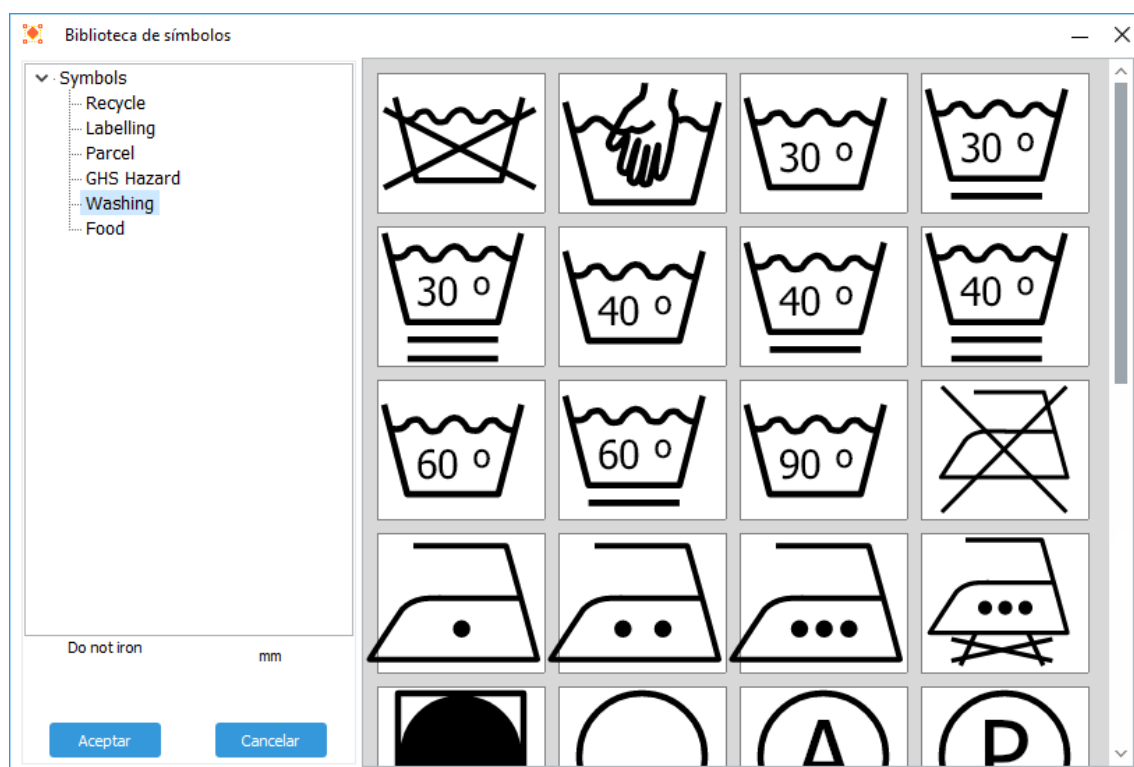 Biblioteca de símbolos
Symbols
Recycle
Labelling
Parcel
GHS Hazard
Washing
Food
Do not iron
mm
Aceptar
Cancelar
30 º
30 º
30 º
40 º
40 º
40 º
60 º
60 º
90 º
A
P